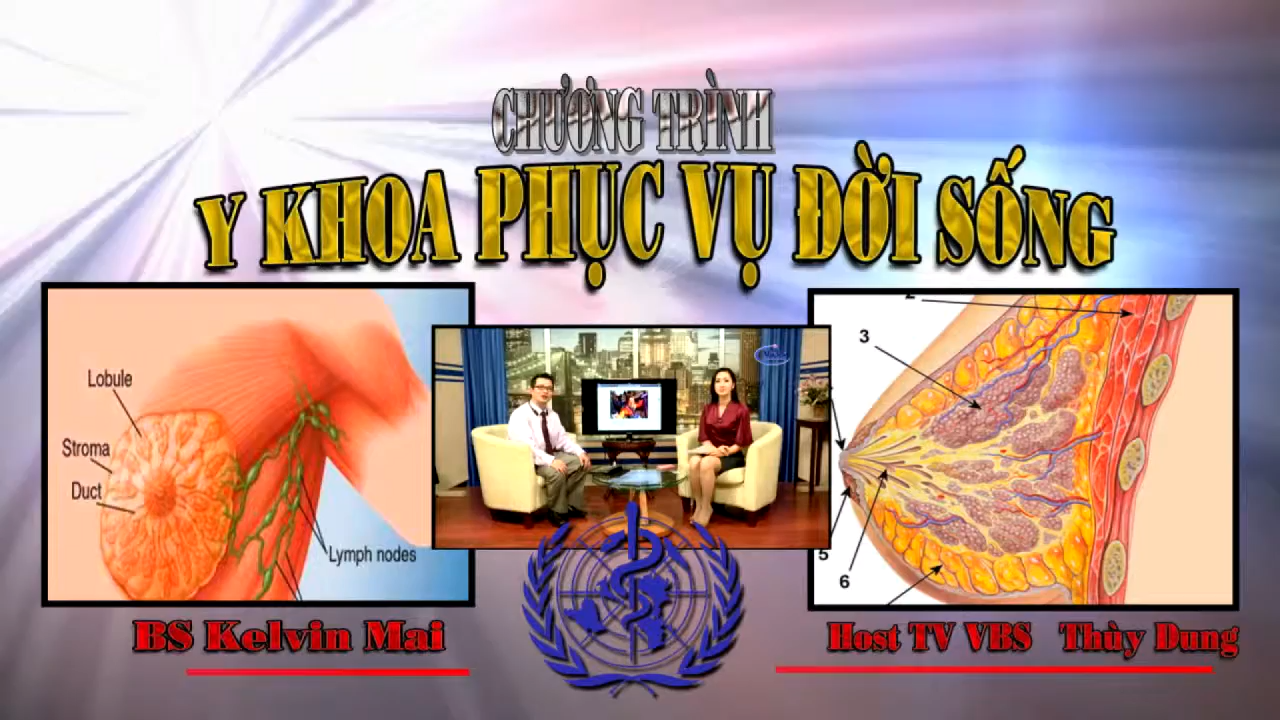 CHƯƠNG TRÌNH
Y KHOA PHỤC VỤ ĐỜI SỐNG
Lobule
Stroma
Duct
Lymph nodes
2
3
5
6
BS Kelvin Mai
Host TV VBS Thùy Dung